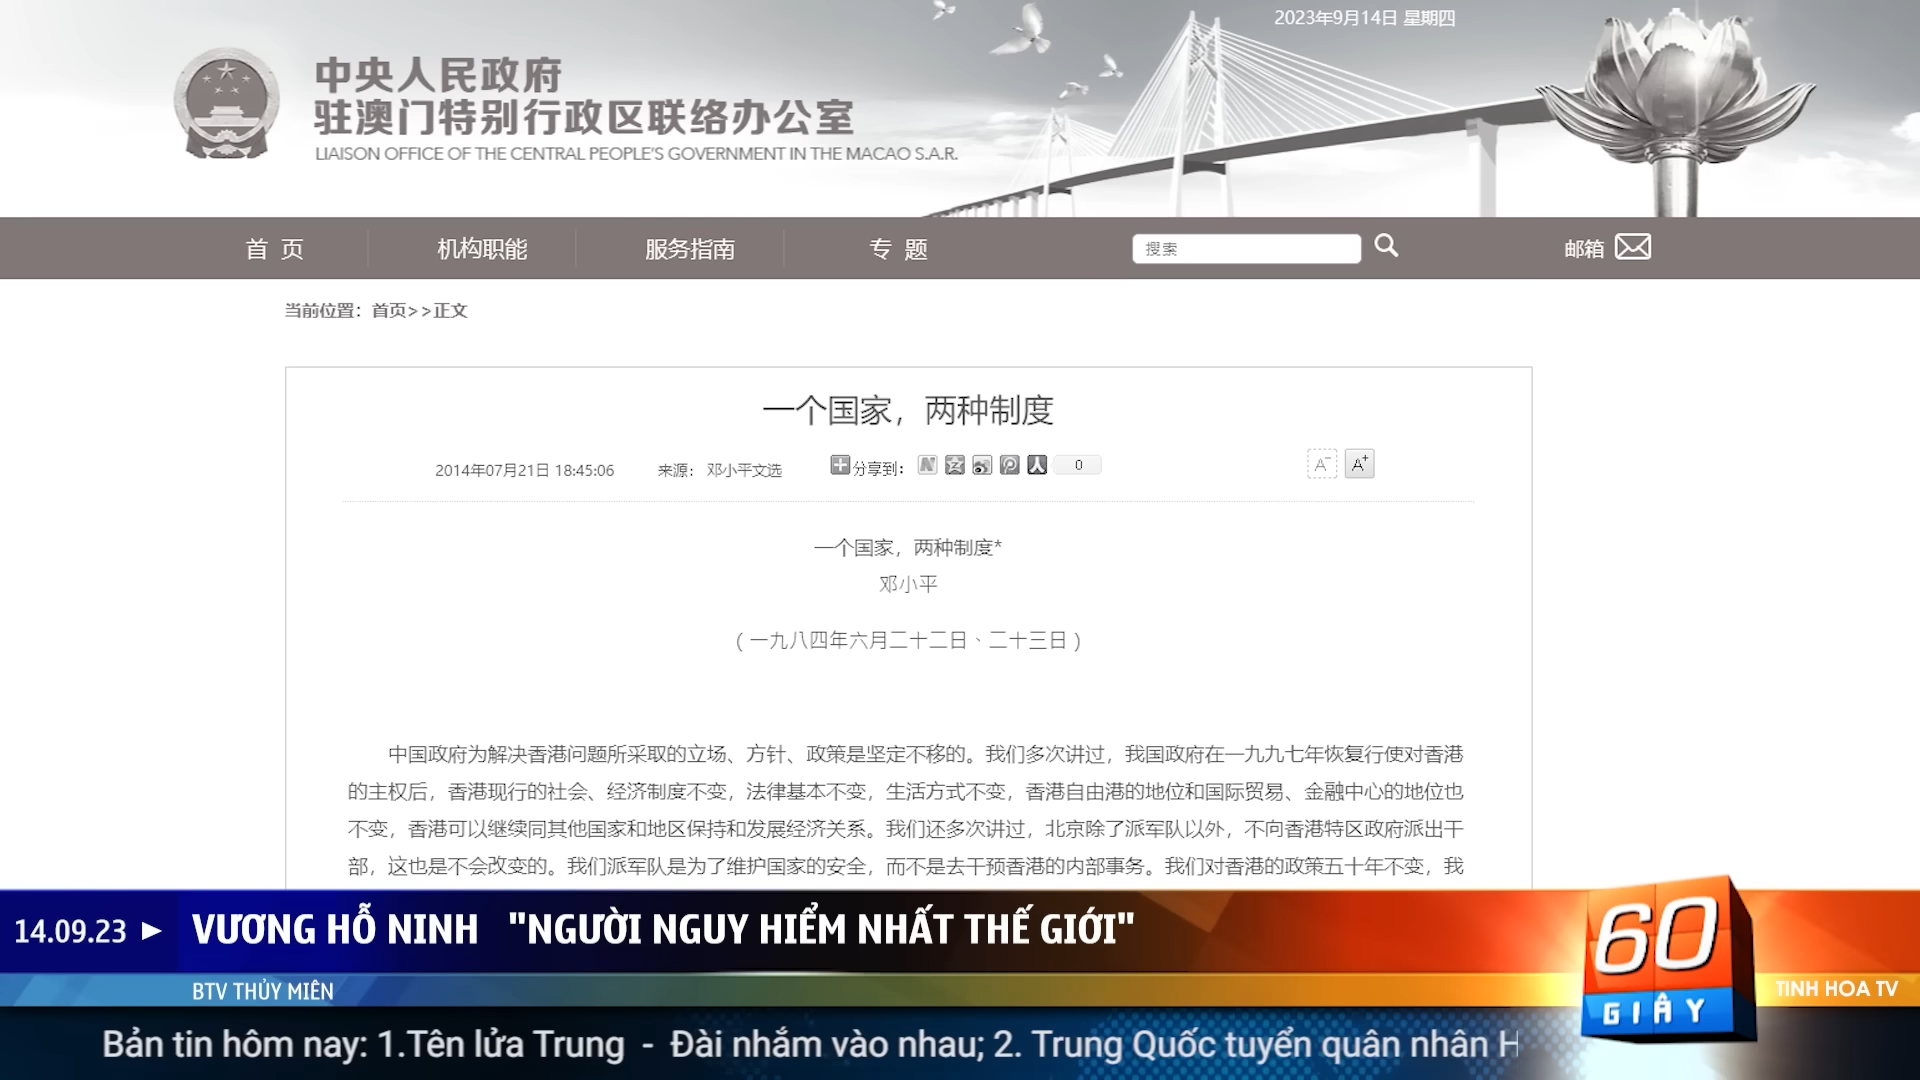 2023年9月14日 星期四
中央人民政府
驻澳门特别行政区联络办公室
LIAISON OFFICE OF THE CENTRAL PEOPLE'S GOVERNMENT IN THE MACAO S.A.R.
首 页 机构职能 服务指南 专 题 搜索 邮箱
当前位置：首页>>正文
一个国家，两种制度
2014年07月21日 18:45:06 来源： 邓小平文选 分享到： 0 A- A+
一个国家，两种制度*
邓小平
( 一九八四年六月二十二日、二十三日 )
中国政府为解决香港问题所采取的立场、方针、政策是坚定不移的。我们多次讲过，我国政府在一九九七年恢复行使对香港
的主权后，香港现行的社会、经济制度不变，法律基本不变，生活方式不变，香港自由港的地位和国际贸易、金融中心的地位也
不变，香港可以继续同其他国家和地区保持和发展经济关系。我们还多次讲过，北京除了派军队以外，不向香港特区政府派出干
部，这也是不会改变的。我们派军队是为了维护国家的安全，而不是去干预香港的内部事务。我们对香港的政策五十年不变，我
14.09.23 VƯƠNG HỖ NINH "NGƯỜI NGUY HIỂM NHẤT THẾ GIỚI"
60
GIÂY
BTV THỦY MIÊN
TINH HOA TV
Bản tin hôm nay: 1.Tên lửa Trung - Đài nhắm vào nhau; 2. Trung Quốc tuyển quân nhân H